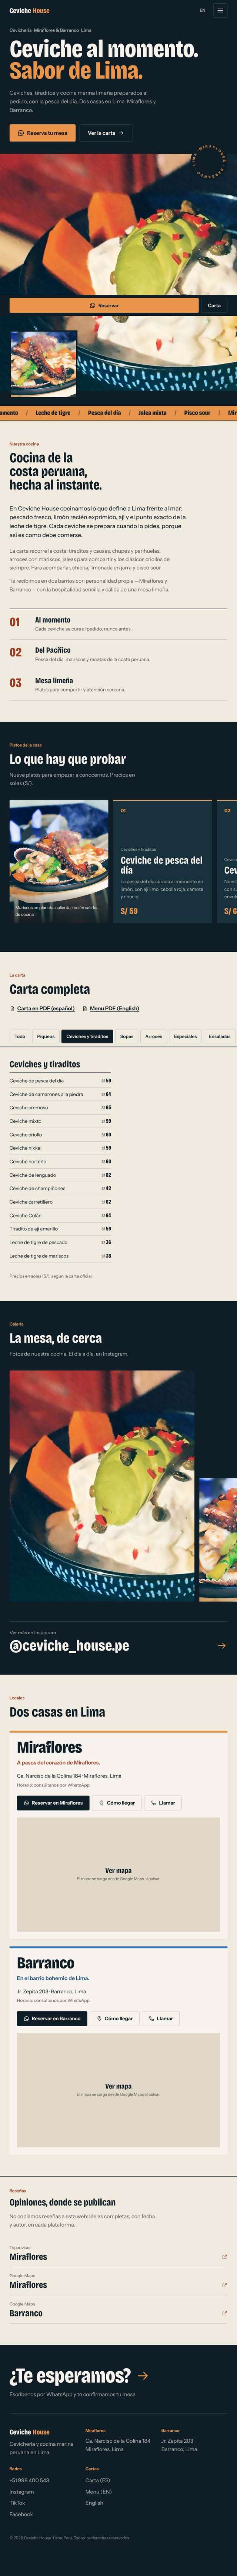 Ceviche House
EN
Cevichería · Miraflores & Barranco · Lima
Ceviche al momento.
Sabor de Lima.
Ceviches, tiraditos y cocina marina limeña preparados al
pedido, con la pesca del día. Dos casas en Lima: Miraflores y
Barranco.
Reserva tu mesa
Ver la carta →
Reservar
Carta
Leche de tigre / Pesca del día / Jalea mixta / Pisco sour /
Nuestra cocina
Cocina de la
costa peruana,
hecha al instante.
En Ceviche House cocinamos lo que define a Lima frente al mar:
pescado fresco, limón recién exprimido, ají y el punto exacto de la
leche de tigre. Cada ceviche se prepara cuando lo pides, porque
así es como debe comerse.
La carta recorre la costa: tiraditos y causas, chupes y parihuelas,
arroces con mariscos, jaleas para compartir y los clásicos criollos de
siempre. Para acompañar, chicha, limonada en jarra y pisco sour.
Te recibimos en dos barrios con personalidad propia —Miraflores y
Barranco— con la hospitalidad sencilla y cálida de una mesa limeña.
01
Al momento
Cada ceviche se cura al pedido, nunca antes.
02
Del Pacífico
Pesca del día, mariscos y recetas de la costa peruana.
03
Mesa limeña
Platos para compartir y atención cercana.
Platos de la casa
Lo que hay que probar
Nueve platos para empezar a conocernos. Precios en
soles (S/).
Mariscos en plancha caliente, recién salidos
de cocina
01
Ceviches y tiraditos
Ceviche de pesca del
día
La pesca del día curada al momento en
limón, con ají limo, cebolla roja, camote
y choclo.
S/ 59
02
La carta
Carta completa
Carta en PDF (español)
Menu PDF (English)
Todo
Piqueos
Ceviches y tiraditos
Sopas
Arroces
Especiales
Ensaladas
Ceviches y tiraditos
Ceviche de pesca del día S/ 59
Ceviche de camarones a la piedra S/ 64
Ceviche cremoso S/ 65
Ceviche mixto S/ 59
Ceviche criollo S/ 60
Ceviche nikkei S/ 59
Ceviche norteño S/ 60
Ceviche de lenguado S/ 82
Ceviche de champiñones S/ 42
Ceviche carretillero S/ 62
Ceviche Colán S/ 64
Tiradito de ají amarillo S/ 59
Leche de tigre de pescado S/ 36
Leche de tigre de mariscos S/ 38
Precios en soles (S/), según la carta oficial.
Galería
La mesa, de cerca
Fotos de nuestra cocina. El día a día, en Instagram.
Ver más en Instagram
@ceviche_house.pe →
Locales
Dos casas en Lima
Miraflores
A pasos del corazón de Miraflores.
Ca. Narciso de la Colina 184 · Miraflores, Lima
Horario: consúltanos por WhatsApp.
Reservar en Miraflores
Cómo llegar
Llamar
Ver mapa
El mapa se carga desde Google Maps al pulsar.
Barranco
En el barrio bohemio de Lima.
Jr. Zepita 203 · Barranco, Lima
Horario: consúltanos por WhatsApp.
Reservar en Barranco
Cómo llegar
Llamar
Ver mapa
El mapa se carga desde Google Maps al pulsar.
Reseñas
Opiniones, donde se publican
No copiamos reseñas a esta web: léelas completas, con fecha
y autor, en cada plataforma.
Tripadvisor
Miraflores
Google Maps
Miraflores
Google Maps
Barranco
¿Te esperamos? →
Escríbenos por WhatsApp y te confirmamos tu mesa.
Ceviche House
Cevichería y cocina marina
peruana en Lima.
Miraflores
Ca. Narciso de la Colina 184
Miraflores, Lima
Barranco
Jr. Zepita 203
Barranco, Lima
Redes
+51 998 400 543
Instagram
TikTok
Facebook
Cartas
Carta (ES)
Menu (EN)
English
© 2026 Ceviche House · Lima, Perú. Todos los derechos reservados.